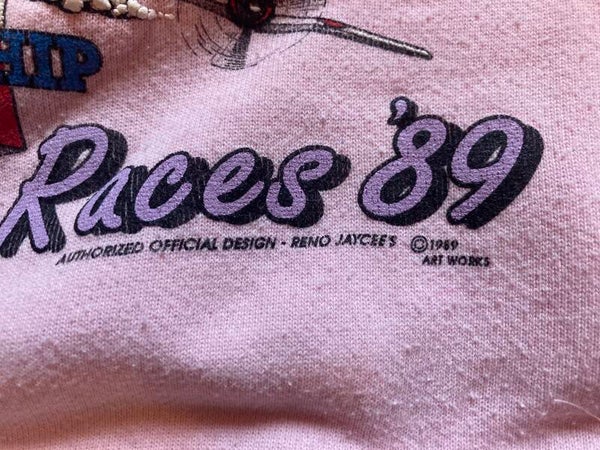 HIP
Races '89
AUTHORIZED OFFICIAL DESIGN - RENO JAYCEE'S ©1989
ART WORKS